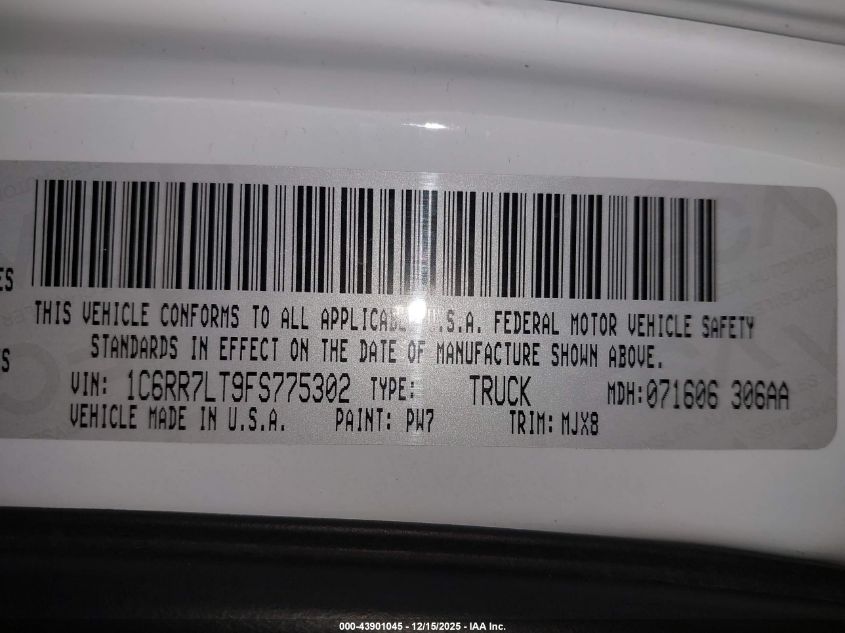 ES
THIS VEHICLE CONFORMS TO ALL APPLICABLE U.S.A. FEDERAL MOTOR VEHICLE SAFETY
S
STANDARDS IN EFFECT ON THE DATE OF MANUFACTURE SHOWN ABOVE.
VIN: 1C6RR7LT9FS775302 TYPE: TRUCK MDH:071606 306AA
VEHICLE MADE IN U.S.A. PAINT: PW7 TRIM: MJX8
000-43901045 - 12/15/2025 - IAA Inc.